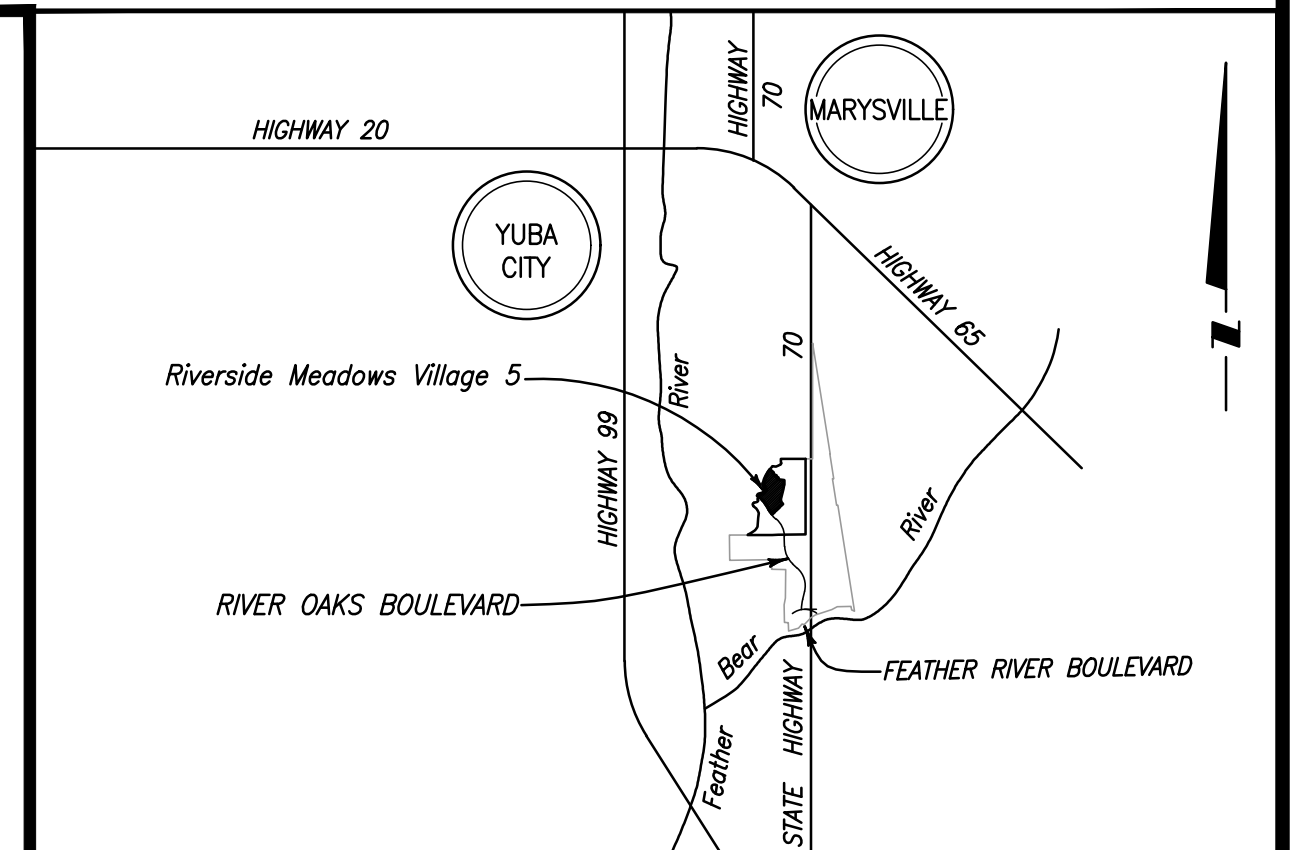 HIGHWAY 70
MARYSVILLE
HIGHWAY 20
YUBA
CITY
HIGHWAY 65
70
River
Riverside Meadows Village 5
HIGHWAY 99
River
RIVER OAKS BOULEVARD
Bear
FEATHER RIVER BOULEVARD
Feather
STATE HIGHWAY
N